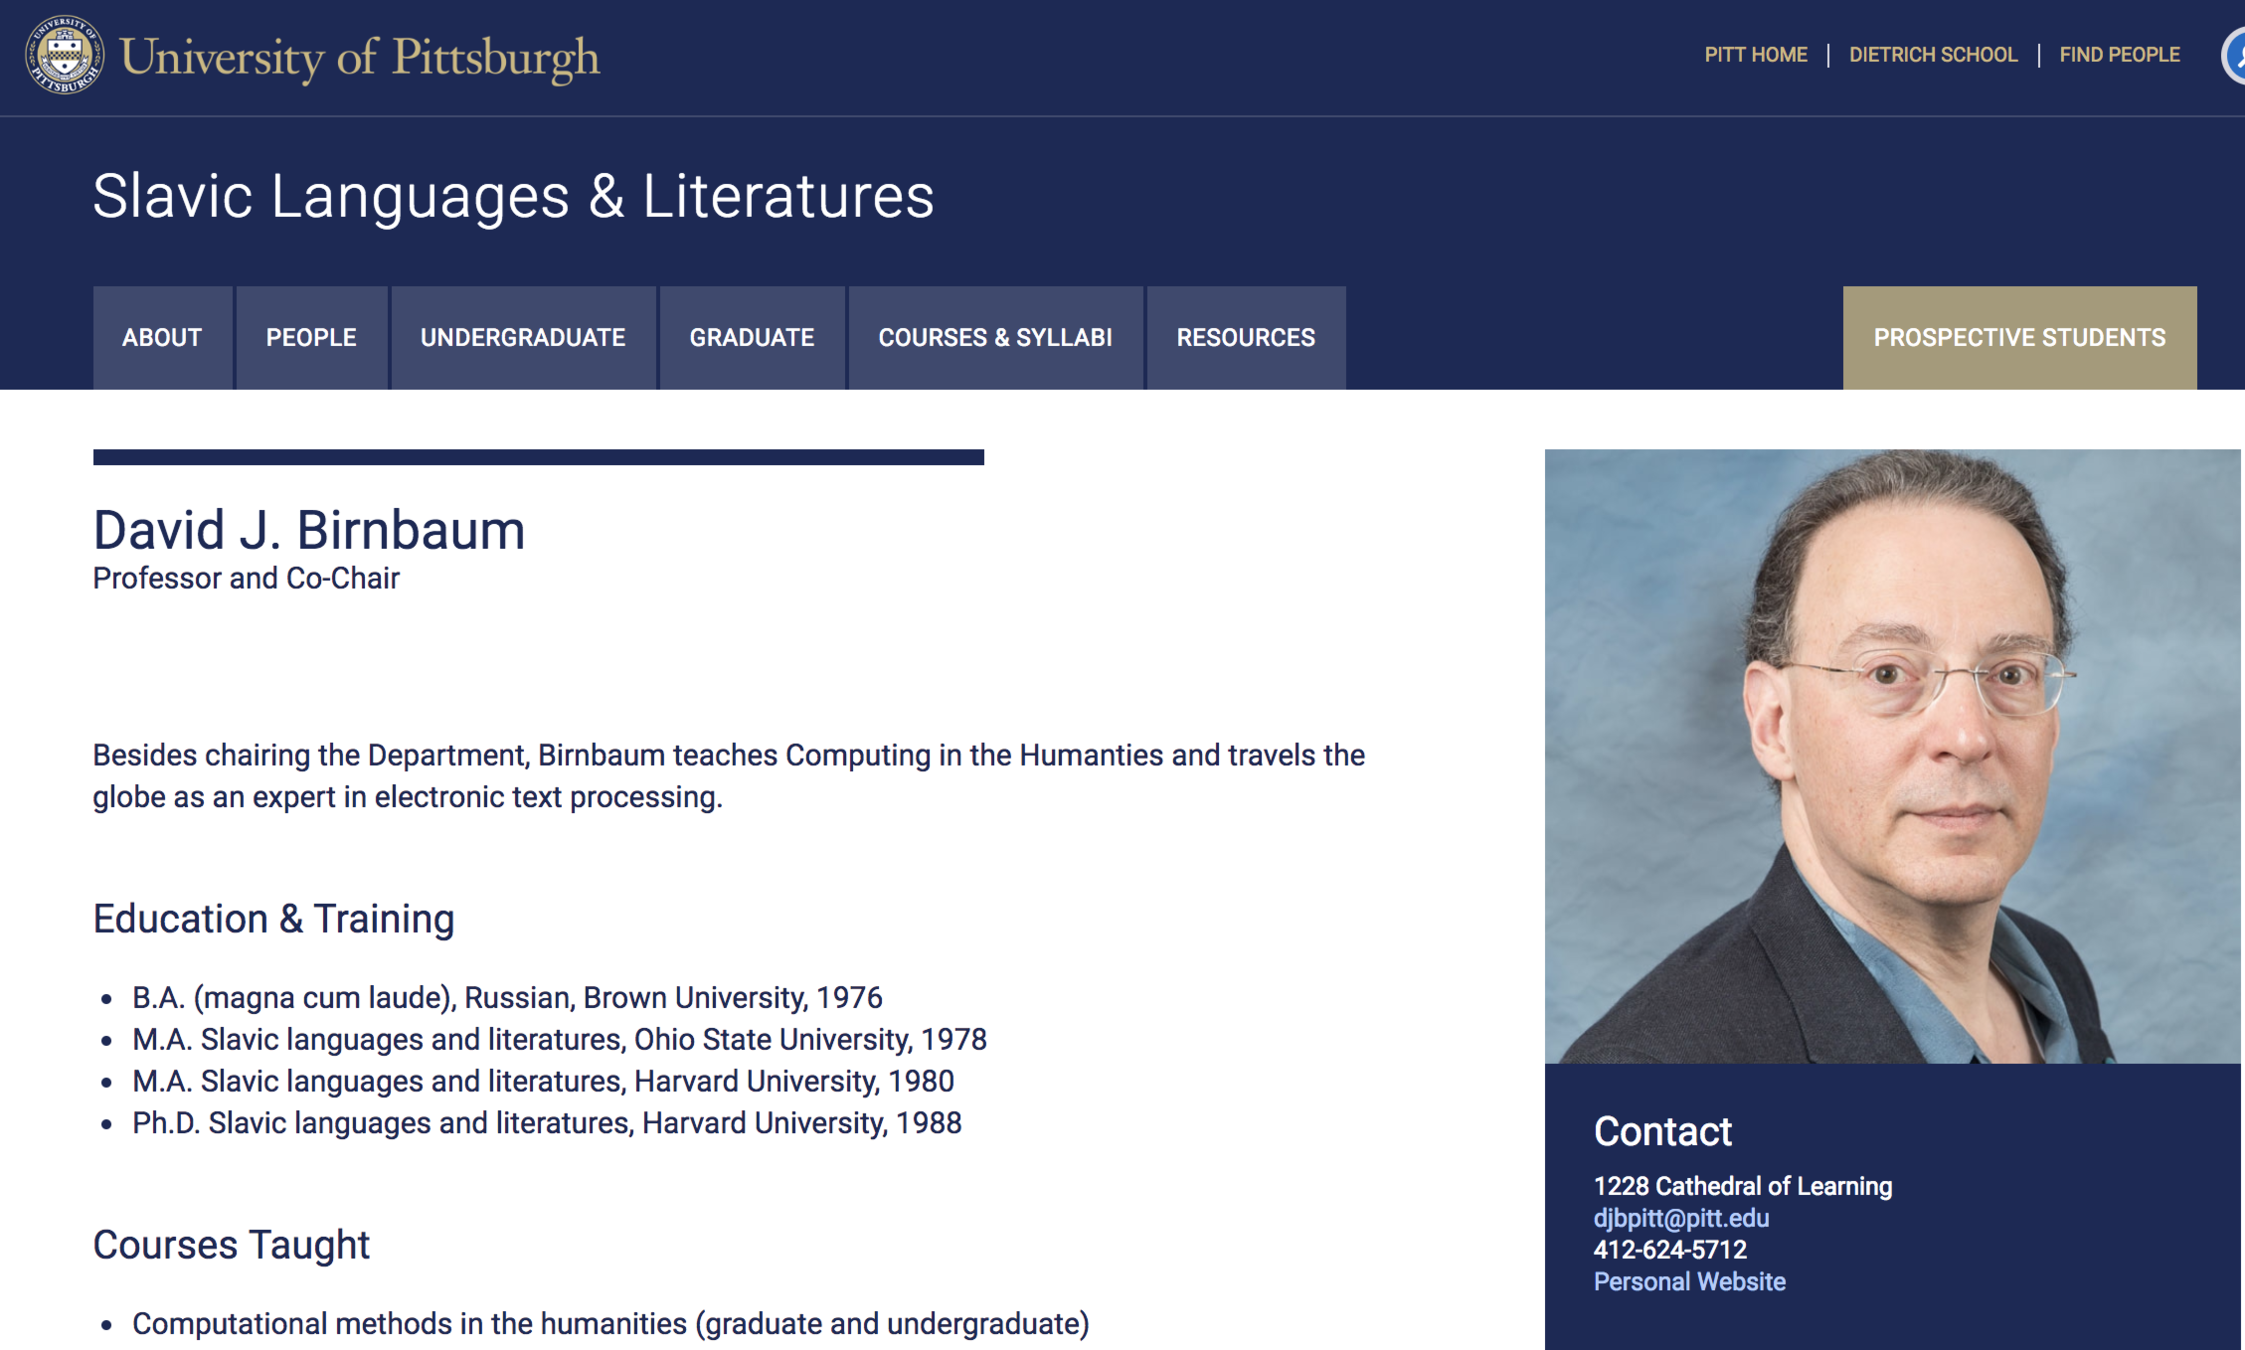 University of Pittsburgh
PITT HOME | DIETRICH SCHOOL | FIND PEOPLE
UNIVERSITY OF PITTSBURGH
Slavic Languages & Literatures
ABOUT
PEOPLE
UNDERGRADUATE
GRADUATE
COURSES & SYLLABI
RESOURCES
PROSPECTIVE STUDENTS
David J. Birnbaum
Professor and Co-Chair
Besides chairing the Department, Birnbaum teaches Computing in the Humanties and travels the
globe as an expert in electronic text processing.
Education & Training
• B.A. (magna cum laude), Russian, Brown University, 1976
• M.A. Slavic languages and literatures, Ohio State University, 1978
• M.A. Slavic languages and literatures, Harvard University, 1980
• Ph.D. Slavic languages and literatures, Harvard University, 1988
Courses Taught
• Computational methods in the humanities (graduate and undergraduate)
Contact
1228 Cathedral of Learning
djbpitt@pitt.edu
412-624-5712
Personal Website